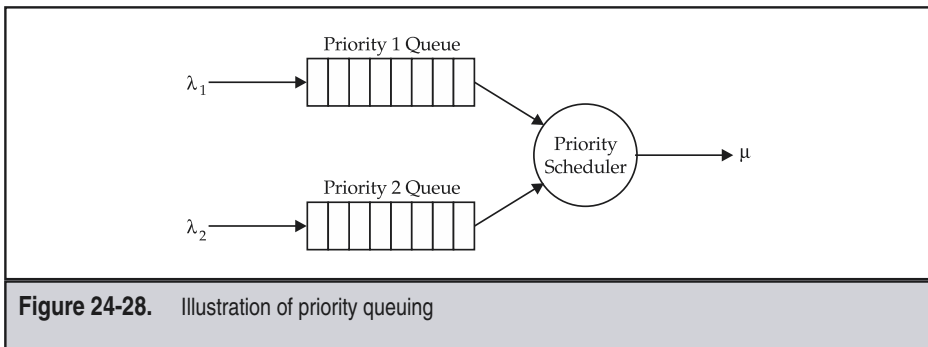 Priority 1 Queue
λ1
Priority
Scheduler
μ
Priority 2 Queue
λ2
Figure 24-28. Illustration of priority queuing